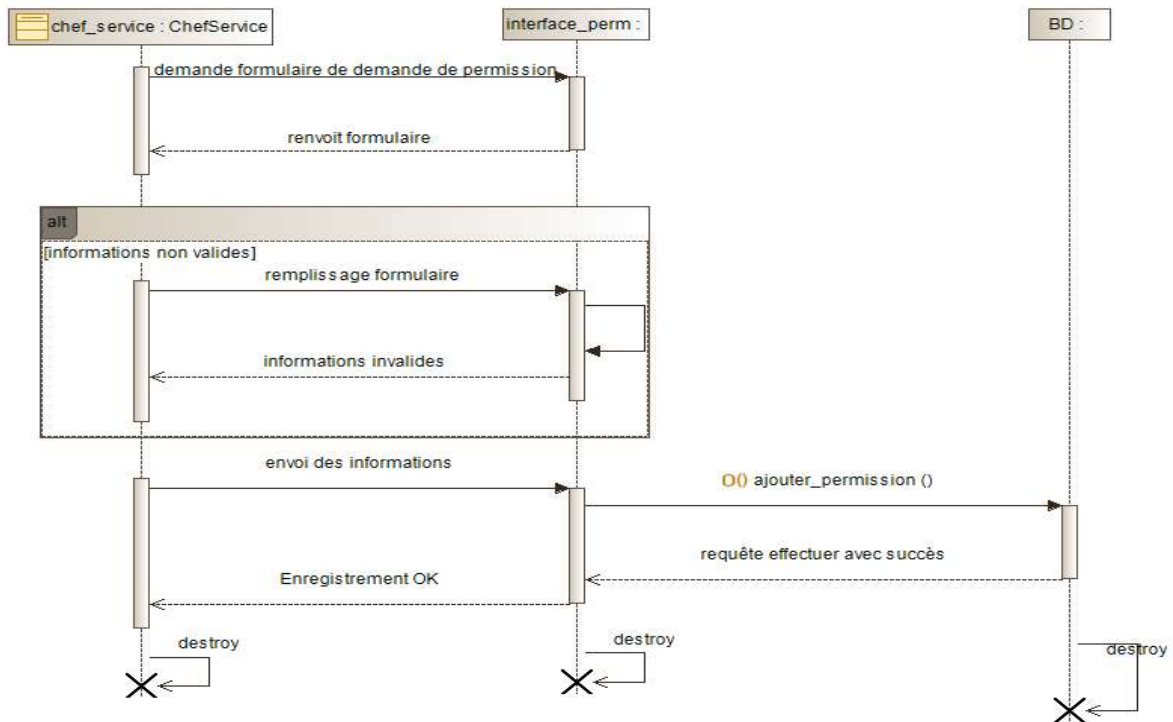 chef_service : ChefService
interface_perm :
BD :
demande formulaire de demande de permission
renvoit formulaire
alt
[informations non valides]
remplissage formulaire
informations invalides
envoi des informations
O() ajouter_permission ()
requête effectuer avec succès
Enregistrement OK
destroy
destroy
destroy